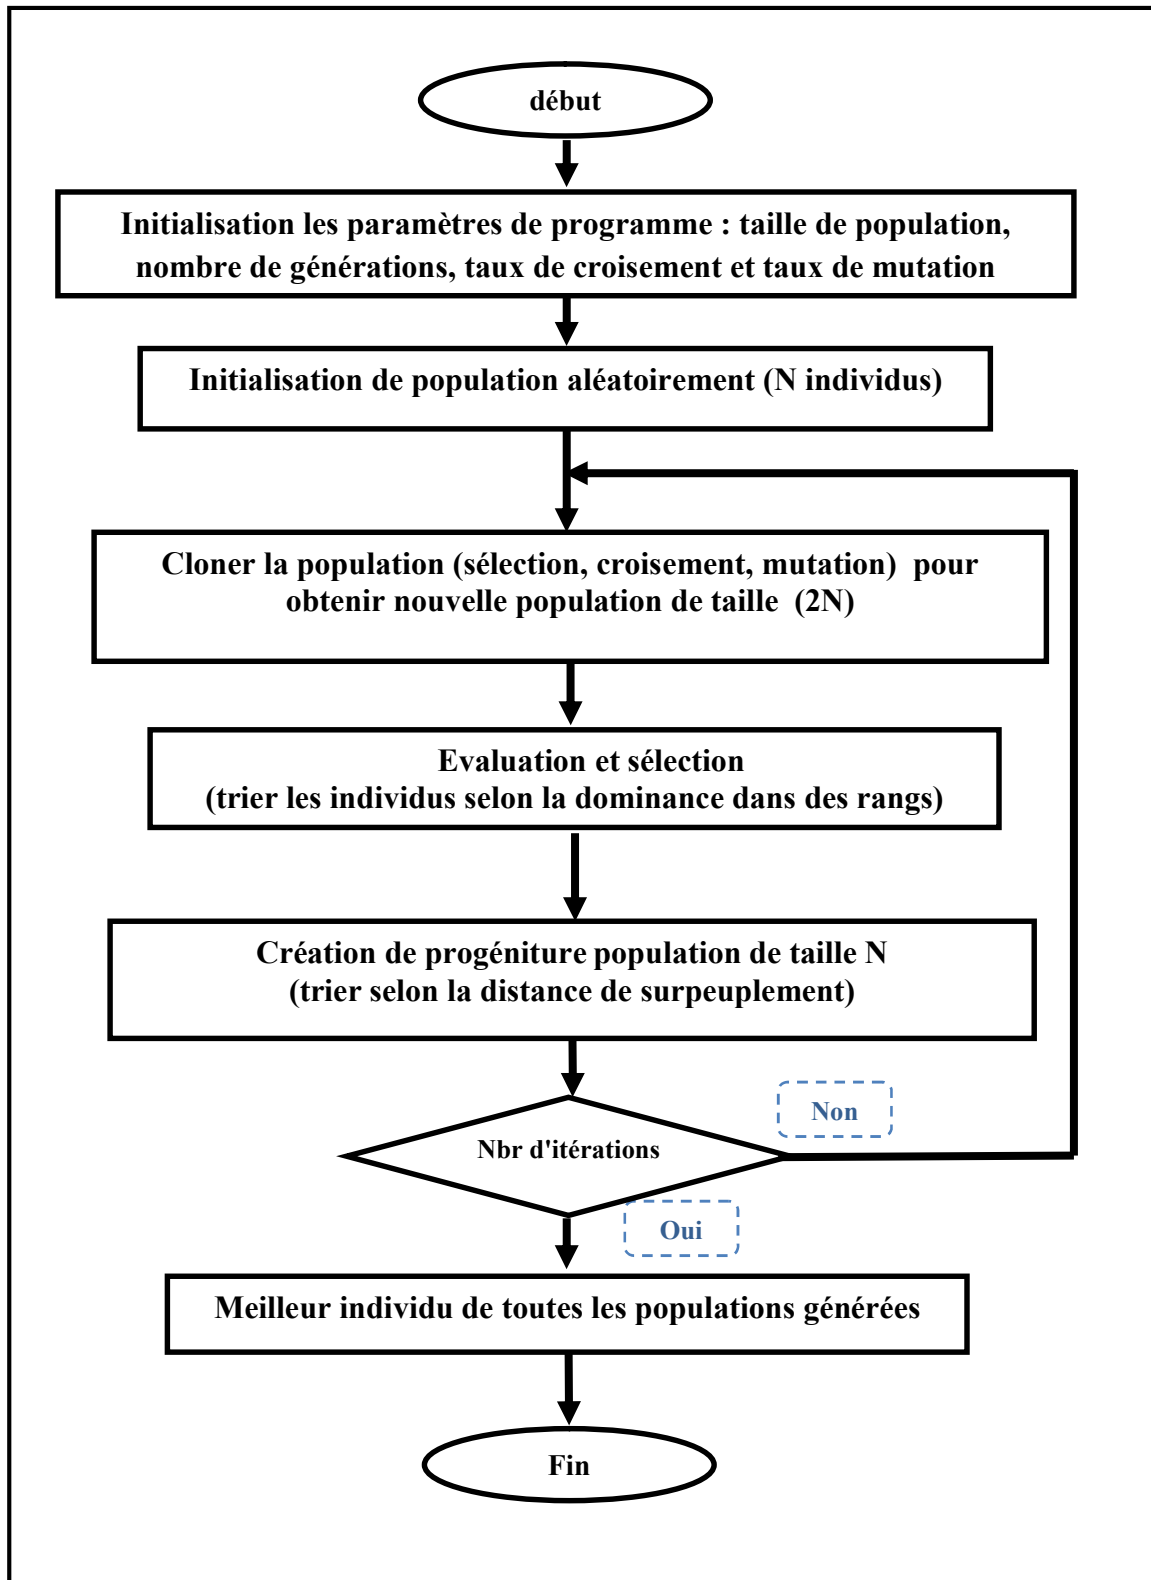 début
Initialisation les paramètres de programme : taille de population,
nombre de générations, taux de croisement et taux de mutation
Initialisation de population aléatoirement (N individus)
Cloner la population (sélection, croisement, mutation) pour
obtenir nouvelle population de taille (2N)
Evaluation et sélection
(trier les individus selon la dominance dans des rangs)
Création de progéniture population de taille N
(trier selon la distance de surpeuplement)
Non
Nbr d'itérations
Oui
Meilleur individu de toutes les populations générées
Fin